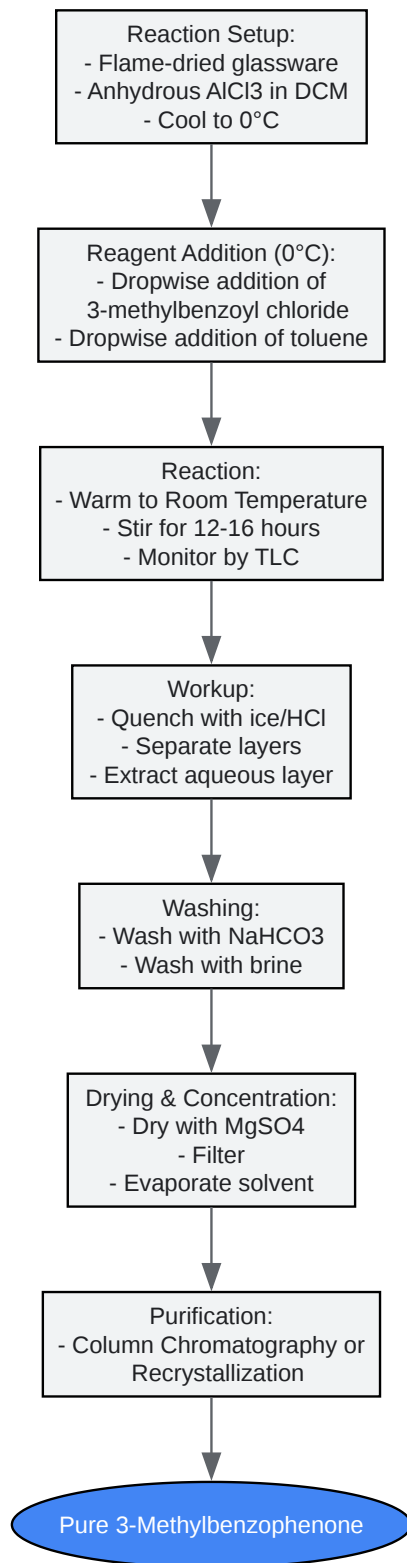 Reaction Setup:
- Flame-dried glassware
- Anhydrous AlCl3 in DCM
- Cool to 0°C
Reagent Addition (0°C):
- Dropwise addition of
3-methylbenzoyl chloride
- Dropwise addition of toluene
Reaction:
- Warm to Room Temperature
- Stir for 12-16 hours
- Monitor by TLC
Workup:
- Quench with ice/HCl
- Separate layers
- Extract aqueous layer
Washing:
- Wash with NaHCO3
- Wash with brine
Drying & Concentration:
- Dry with MgSO4
- Filter
- Evaporate solvent
Purification:
- Column Chromatography or
Recrystallization
Pure 3-Methylbenzophenone